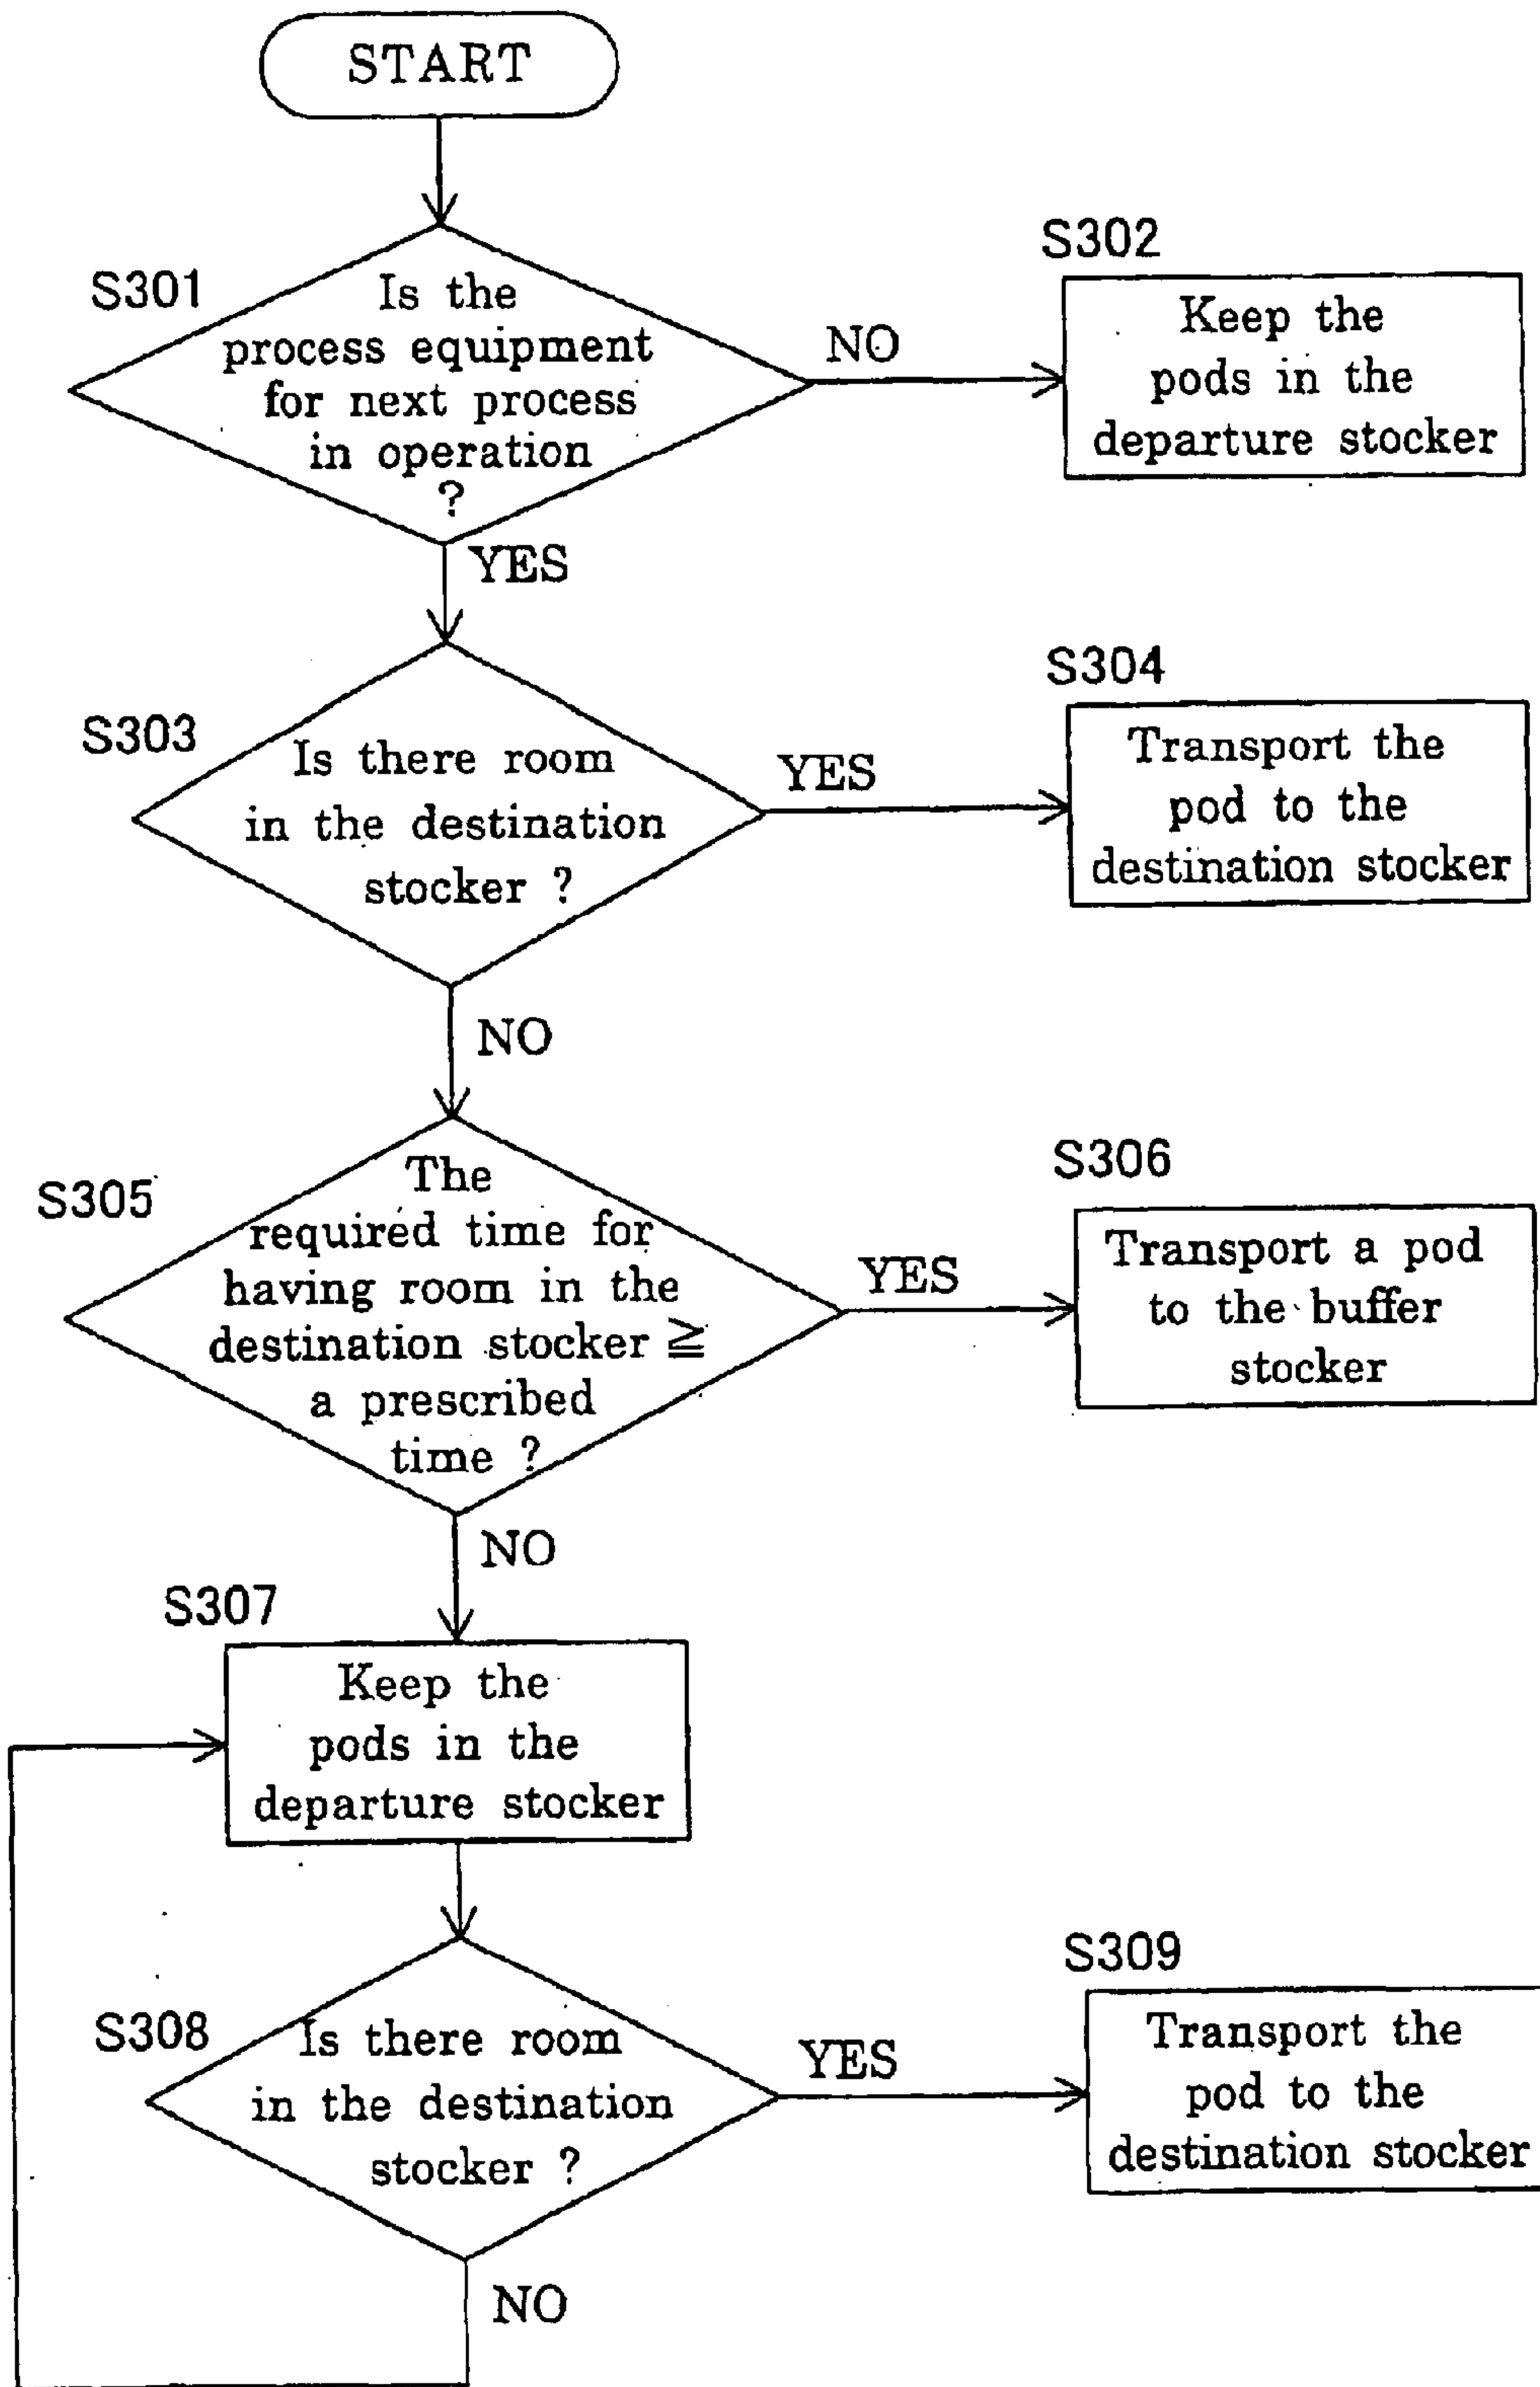 START
S301
Is the
process equipment
for next process
in operation
?
NO
S302
Keep the
pods in the
departure stocker
YES
S303
Is there room
in the destination
stocker ?
YES
S304
Transport the
pod to the
destination stocker
NO
S305
The
required time for
having room in the
destination stocker ≧
a prescribed
time ?
YES
S306
Transport a pod
to the buffer
stocker
NO
S307
Keep the
pods in the
departure stocker
S308
Is there room
in the destination
stocker ?
YES
S309
Transport the
pod to the
destination stocker
NO